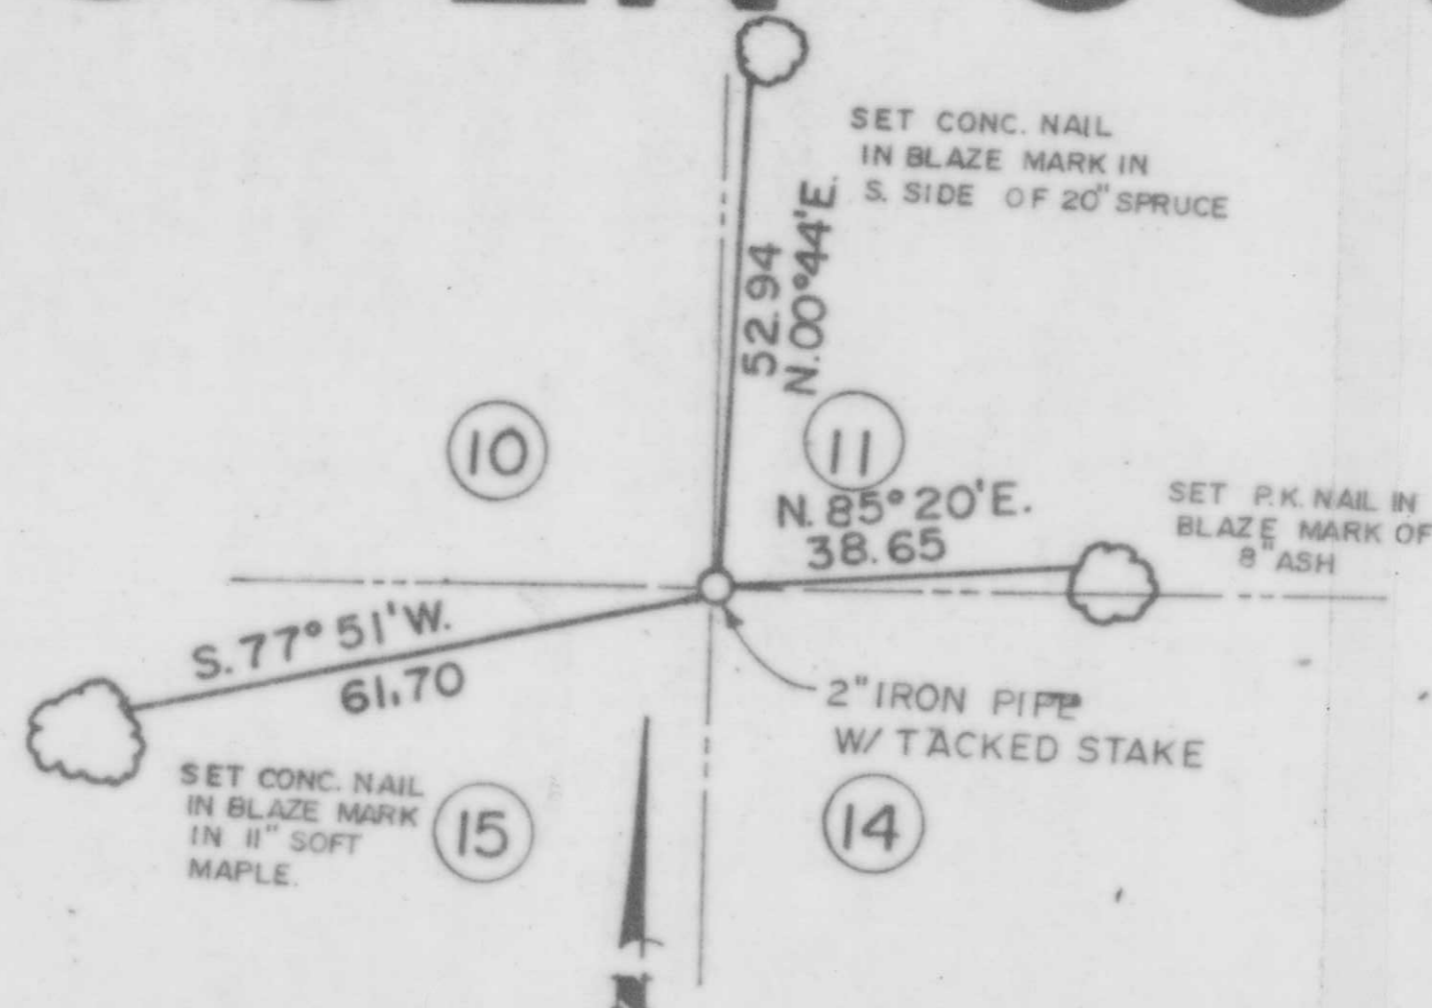 SET CONC. NAIL
IN BLAZE MARK IN
S. SIDE OF 20" SPRUCE
52.94
N.00°44'E.
10
11
N. 85° 20'E.
38.65
SET P.K. NAIL IN
BLAZE MARK OF
8" ASH
S. 77° 51' W.
61.70
2" IRON PIPE
W/ TACKED STAKE
SET CONC. NAIL
IN BLAZE MARK
IN 11" SOFT
MAPLE.
15
14
N